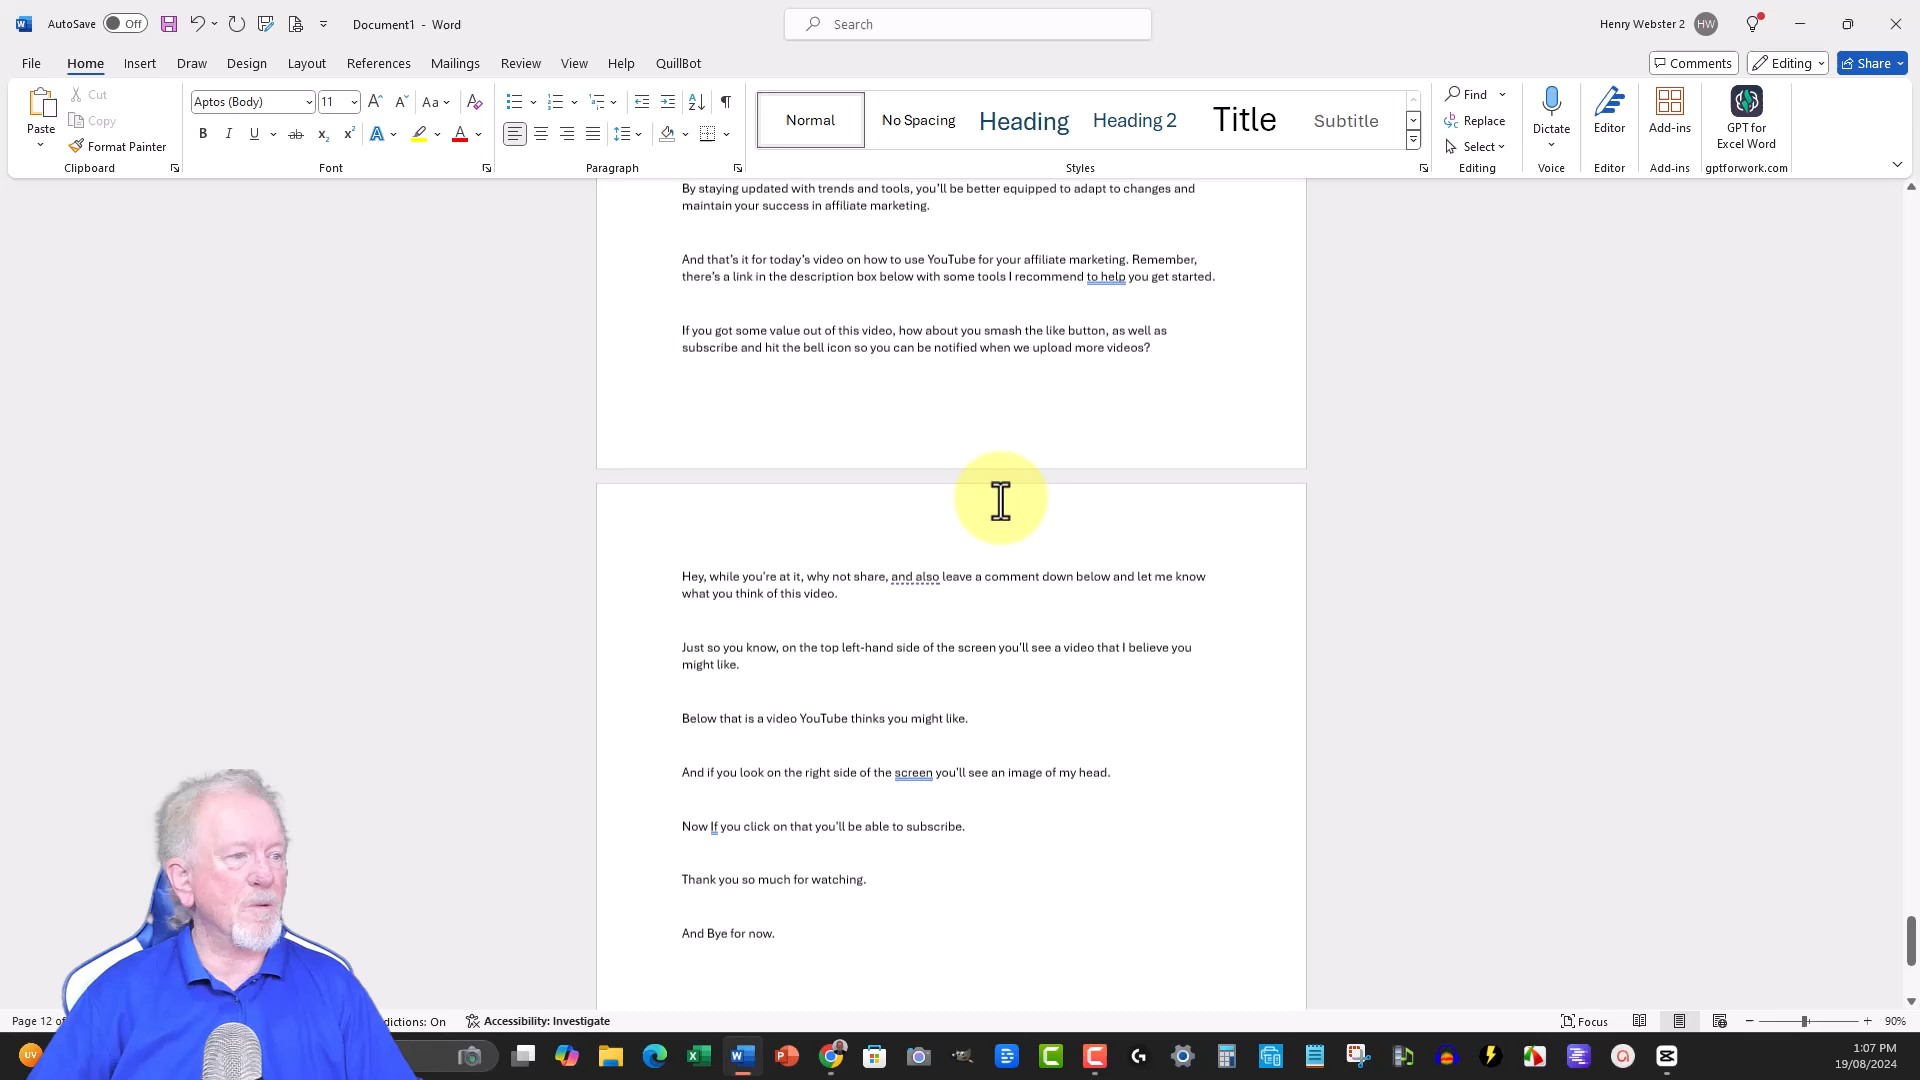 AutoSave Off Document1 - Word Search Henry Webster 2 HW
File Home Insert Draw Design Layout References Mailings Review View Help QuillBot Comments Editing Share
Paste Cut Copy Format Painter Clipboard
Aptos (Body) 11 Aa Font
Paragraph
Normal No Spacing Heading Heading 2 Title Subtitle Styles
Find Replace Select Editing
Dictate Voice
Editor Editor
Add-ins Add-ins
GPT for
Excel Word
gptforwork.com
By staying updated with trends and tools, you'll be better equipped to adapt to changes and
maintain your success in affiliate marketing.
And that's it for today's video on how to use YouTube for your affiliate marketing. Remember,
there's a link in the description box below with some tools I recommend to help you get started.
If you got some value out of this video, how about you smash the like button, as well as
subscribe and hit the bell icon so you can be notified when we upload more videos?
Hey, while you're at it, why not share, and also leave a comment down below and let me know
what you think of this video.
Just so you know, on the top left-hand side of the screen you'll see a video that I believe you
might like.
Below that is a video YouTube thinks you might like.
And if you look on the right side of the screen you'll see an image of my head.
Now If you click on that you'll be able to subscribe.
Thank you so much for watching.
And Bye for now.
Page 12 of dictions: On Accessibility: Investigate Focus 90%
UV 1:07 PM
19/08/2024